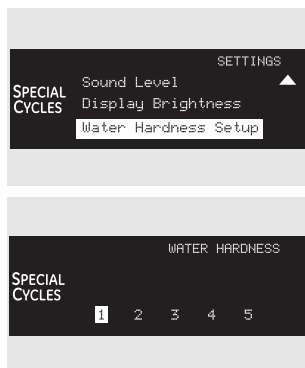 SETTINGS
Sound Level
SPECIAL
CYCLES
Display Brightness
Water Hardness Setup
WATER HARDNESS
SPECIAL
CYCLES
1 2 3 4 5